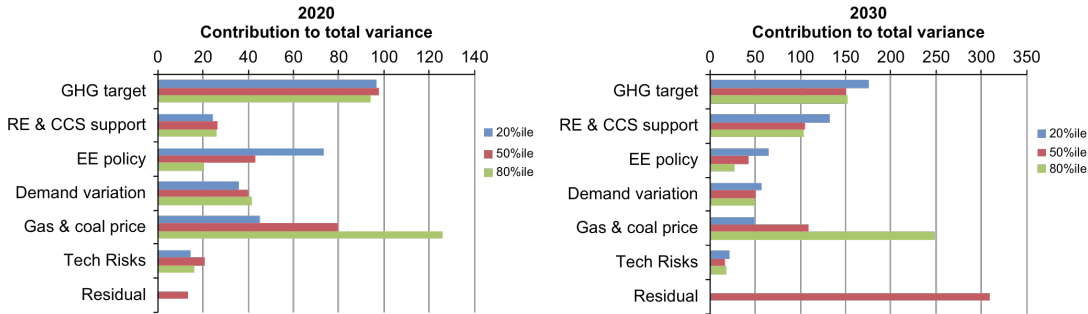 2020
Contribution to total variance
0 20 40 60 80 100 120 140
GHG target
RE & CCS support
EE policy
Demand variation
Gas & coal price
Tech Risks
Residual
20%ile
50%ile
80%ile
2030
Contribution to total variance
0 50 100 150 200 250 300 350
GHG target
RE & CCS support
EE policy
Demand variation
Gas & coal price
Tech Risks
Residual
20%ile
50%ile
80%ile